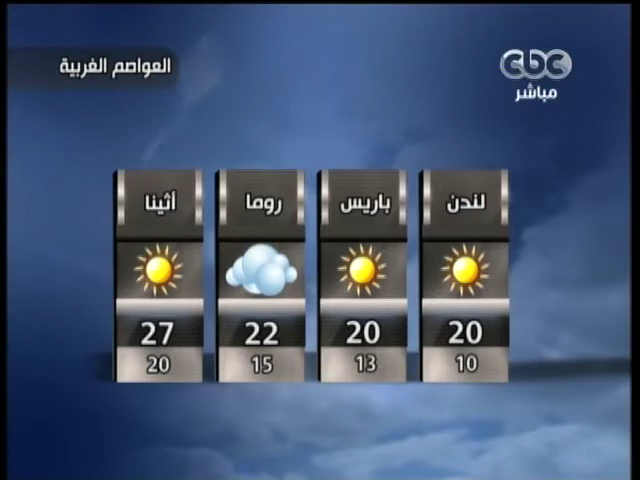 العواصم الغربية
cbc
مباشر
لندن
باريس
روما
أثينا
20
20
22
27
10
13
15
20